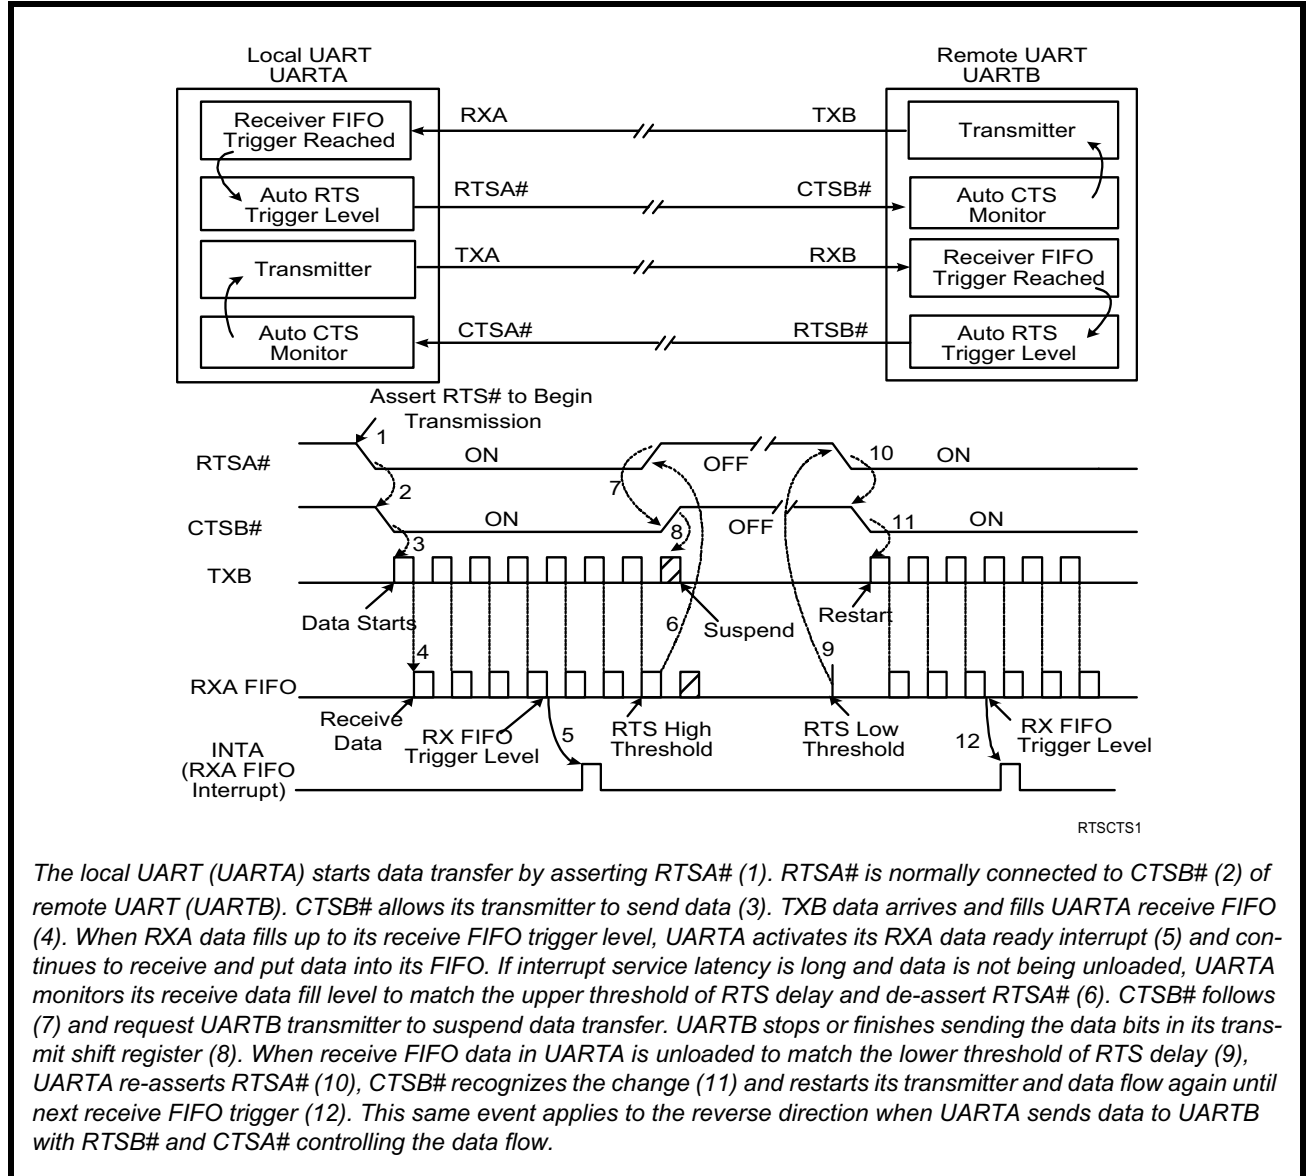 Local UART
UARTA
Remote UART
UARTB
Receiver FIFO
Trigger Reached
RXA
TXB
Transmitter
Auto RTS
Trigger Level
RTSA#
CTSB#
Auto CTS
Monitor
Transmitter
TXA
RXB
Receiver FIFO
Trigger Reached
Auto CTS
Monitor
CTSA#
RTSB#
Auto RTS
Trigger Level
Assert RTS# to Begin
Transmission
RTSA#
1
ON
OFF
10
ON
2
7
CTSB#
ON
8
OFF
11
ON
3
TXB
Data Starts
6
Suspend
Restart
4
9
RXA FIFO
Receive
Data
RX FIFO
Trigger Level
5
RTS High
Threshold
RTS Low
Threshold
12
RX FIFO
Trigger Level
INTA
(RXA FIFO
Interrupt)
RTSCTS1
The local UART (UARTA) starts data transfer by asserting RTSA# (1). RTSA# is normally connected to CTSB# (2) of
remote UART (UARTB). CTSB# allows its transmitter to send data (3). TXB data arrives and fills UARTA receive FIFO
(4). When RXA data fills up to its receive FIFO trigger level, UARTA activates its RXA data ready interrupt (5) and con-
tinues to receive and put data into its FIFO. If interrupt service latency is long and data is not being unloaded, UARTA
monitors its receive data fill level to match the upper threshold of RTS delay and de-assert RTSA# (6). CTSB# follows
(7) and request UARTB transmitter to suspend data transfer. UARTB stops or finishes sending the data bits in its trans-
mit shift register (8). When receive FIFO data in UARTA is unloaded to match the lower threshold of RTS delay (9),
UARTA re-asserts RTSA# (10), CTSB# recognizes the change (11) and restarts its transmitter and data flow again until
next receive FIFO trigger (12). This same event applies to the reverse direction when UARTA sends data to UARTB
with RTSB# and CTSA# controlling the data flow.